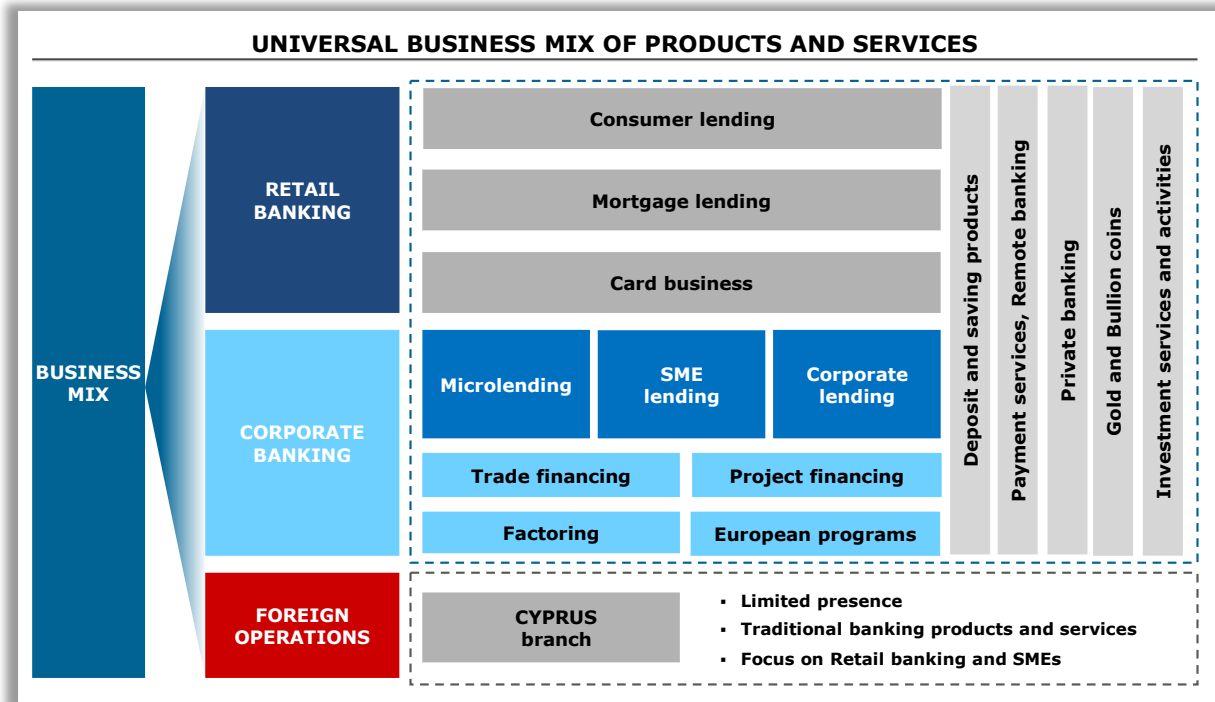 UNIVERSAL BUSINESS MIX OF PRODUCTS AND SERVICES
BUSINESS
MIX
RETAIL
BANKING
Consumer lending
Mortgage lending
Card business
CORPORATE
BANKING
Microlending
SME
lending
Corporate
lending
Trade financing
Project financing
Factoring
European programs
Deposit and saving products
Payment services, Remote banking
Private banking
Gold and Bullion coins
Investment services and activities
FOREIGN
OPERATIONS
CYPRUS
branch
▪ Limited presence
▪ Traditional banking products and services
▪ Focus on Retail banking and SMEs